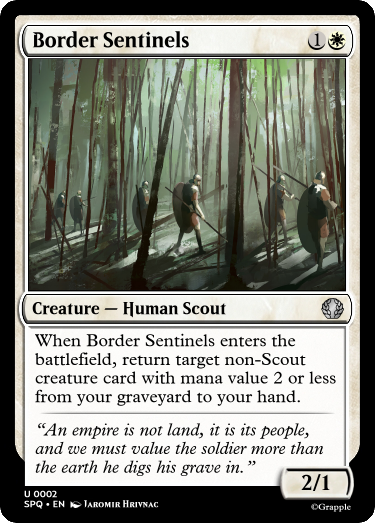 Border Sentinels
1
Creature — Human Scout
When Border Sentinels enters the
battlefield, return target non-Scout
creature card with mana value 2 or less
from your graveyard to your hand.
“An empire is not land, it is its people,
and we must value the soldier more than
the earth he digs his grave in.”
2/1
U 0002
SPQ • EN Jaromir Hrivnac
©Grapple